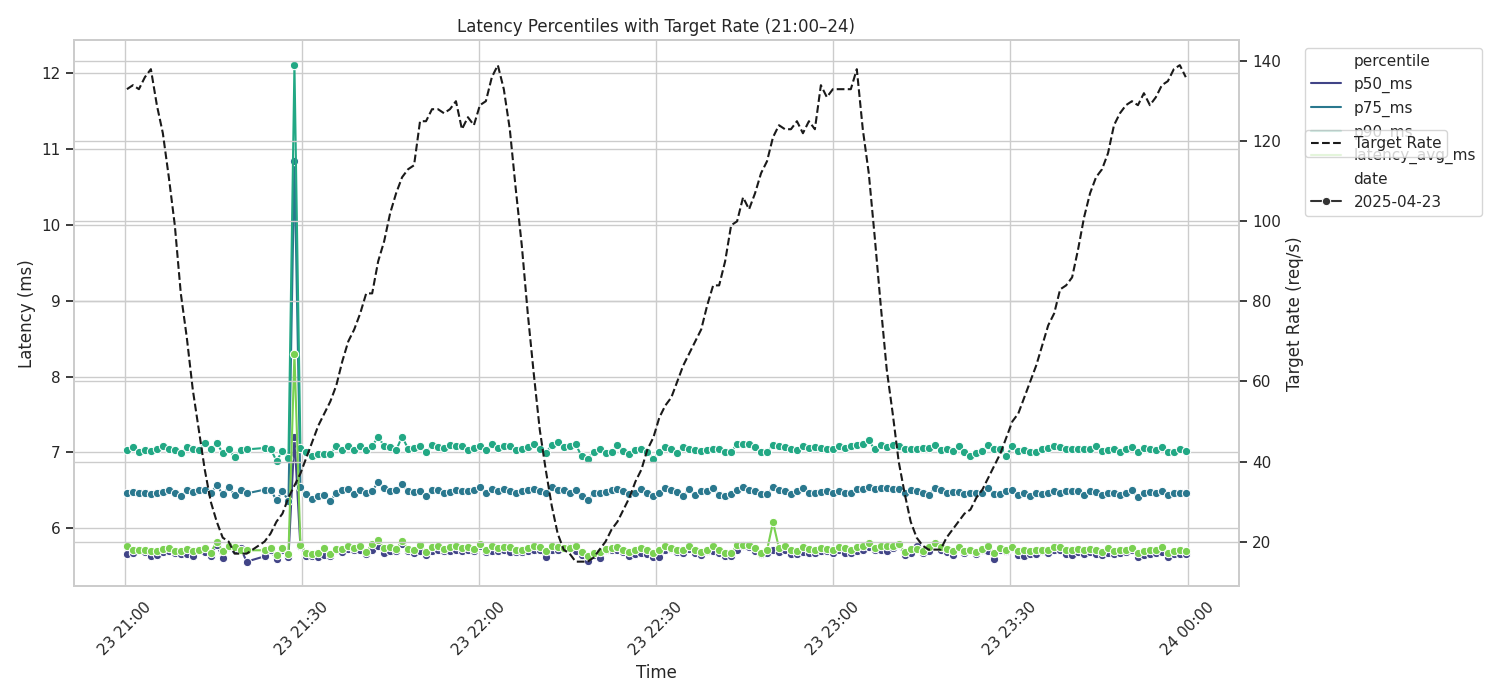 Latency Percentiles with Target Rate (21:00–24)
12
11
10
9
8
7
6
Latency (ms)
140
120
100
80
60
40
20
Target Rate (req/s)
23 21:00
23 21:30
23 22:00
23 22:30
23 23:00
23 23:30
24 00:00
Time
percentile
p50_ms
p75_ms
p90_ms
Target Rate
latency_avg_ms
date
2025-04-23